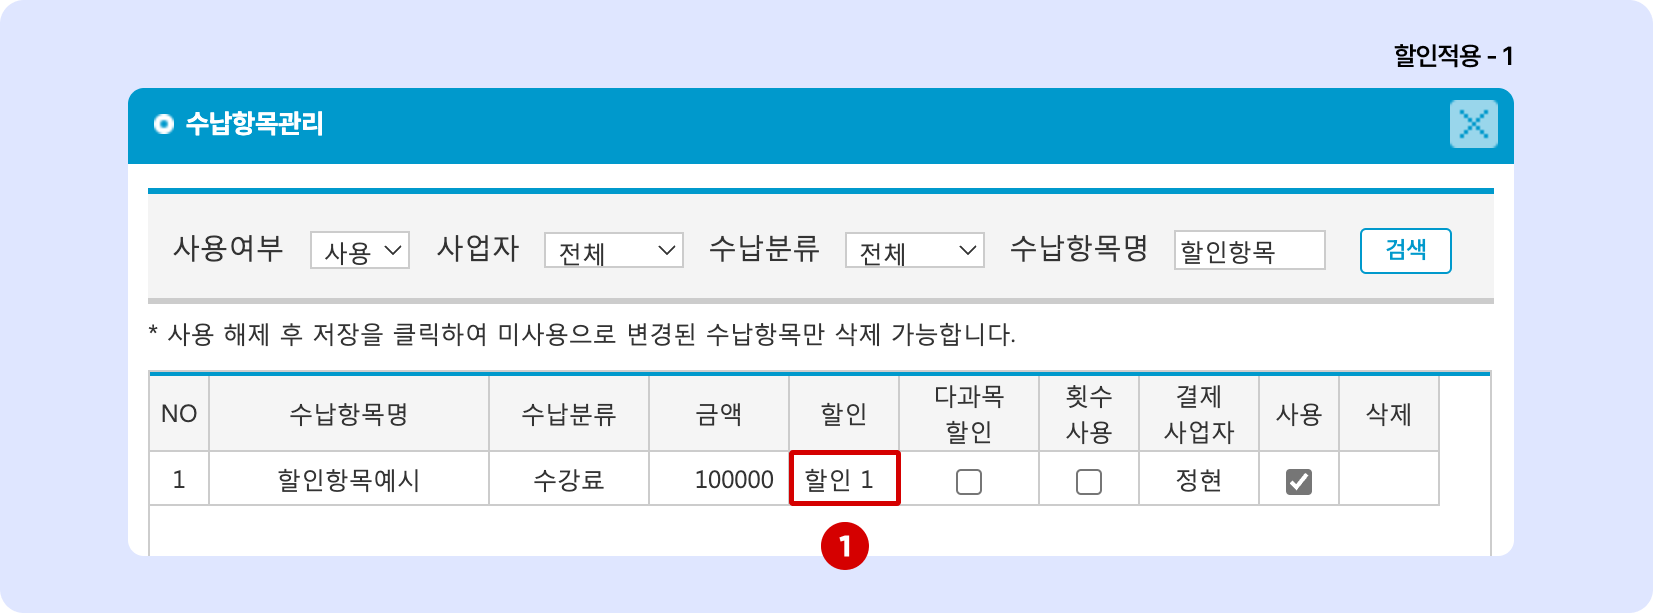 할인적용 - 1
수납항목관리
사용여부 사용 사업자 전체 수납분류 전체 수납항목명 할인항목 검색
* 사용 해제 후 저장을 클릭하여 미사용으로 변경된 수납항목만 삭제 가능합니다.
NO 수납항목명 수납분류 금액 할인 다과목 할인 횟수 사용 결제 사업자 사용 삭제
1 할인항목예시 수강료 100000 할인 1 정현
1